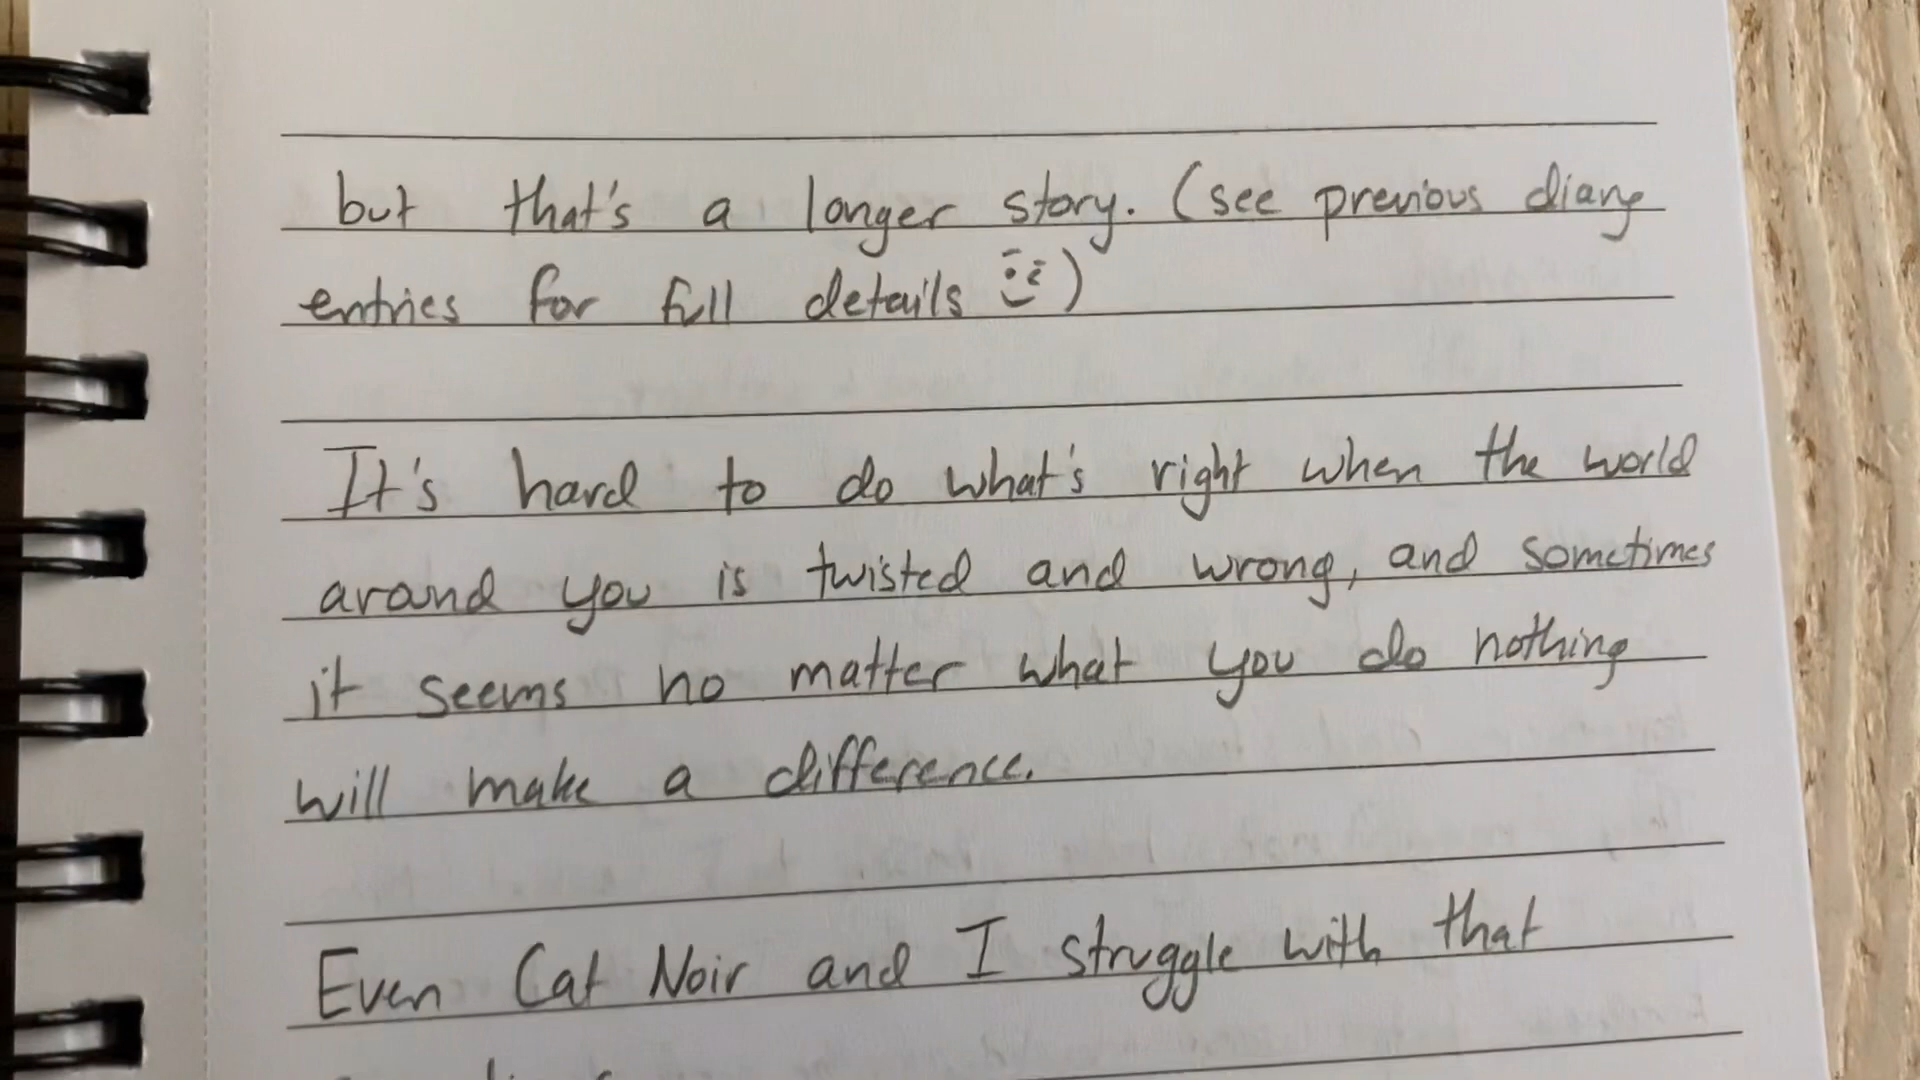 but that's a longer story. (see previous diary
entries for full details )
It's hard to do what's right when the world
around you is twisted and wrong, and sometimes
it seems no matter what you do nothing
will make a difference.
Even Cat Noir and I struggle with that